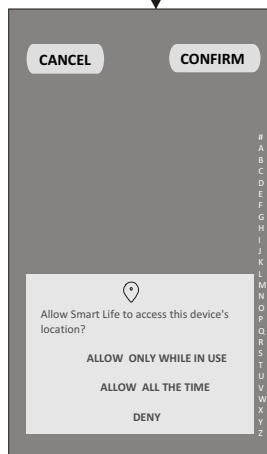 CANCEL
CONFIRM
#
A
B
C
D
E
F
G
H
I
J
K
L
M
N
O
P
Q
R
S
T
U
V
W
X
Y
Z
Allow Smart Life to access this device's
location?
ALLOW ONLY WHILE IN USE
ALLOW ALL THE TIME
DENY